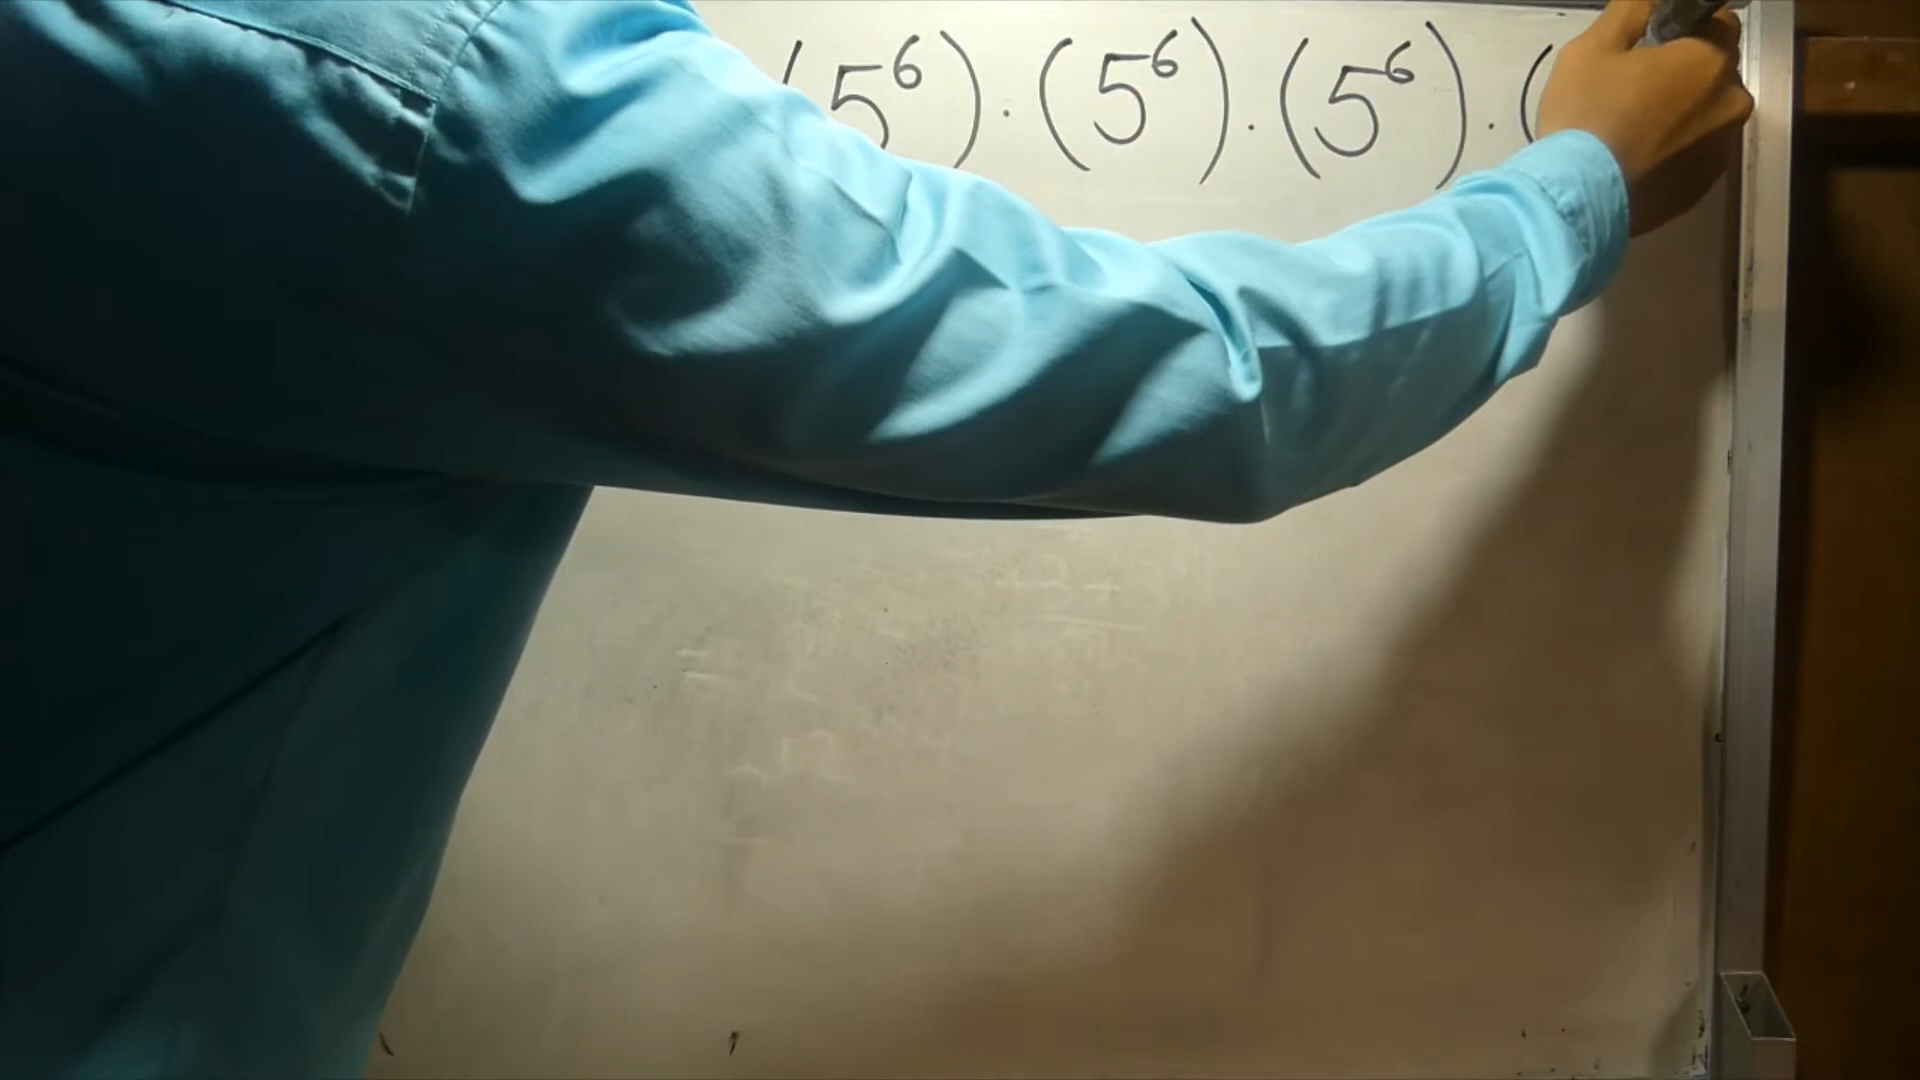 (5⁶) · (5⁶) · (5⁶) · (